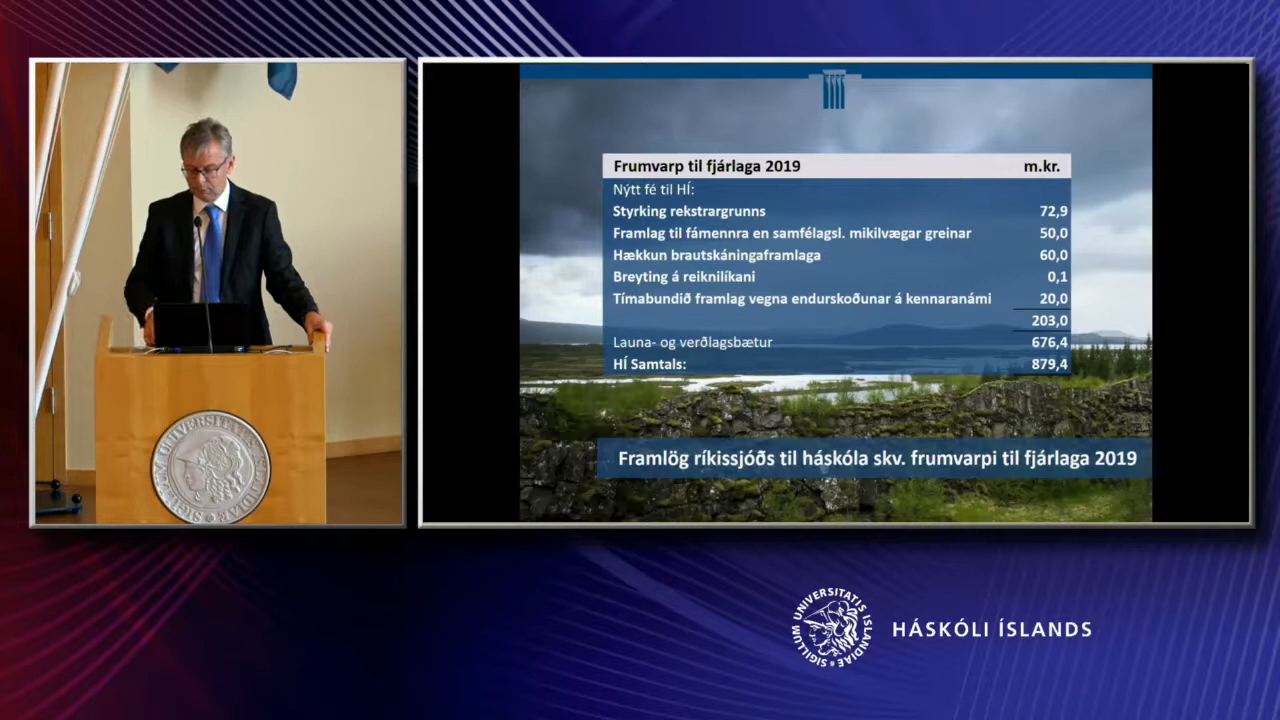 Frumvarp til fjárlaga 2019 m.kr.
Nýtt fé til HÍ:
Styrking rekstrargrunns 72,9
Framlag til fámennra en samfélagsl. mikilvægar greinar 50,0
Hækkun brautskáningaframlaga 60,0
Breyting á reiknilíkani 0,1
Tímabundið framlag vegna endurskoðunar á kennaranámi 20,0
203,0
Launa- og verðlagsbætur 676,4
HÍ Samtals: 879,4
Framlög ríkissjóðs til háskóla skv. frumvarpi til fjárlaga 2019
SIGILLUM UNIVERSITATIS ISLANDIAE
HÁSKÓLI ÍSLANDS